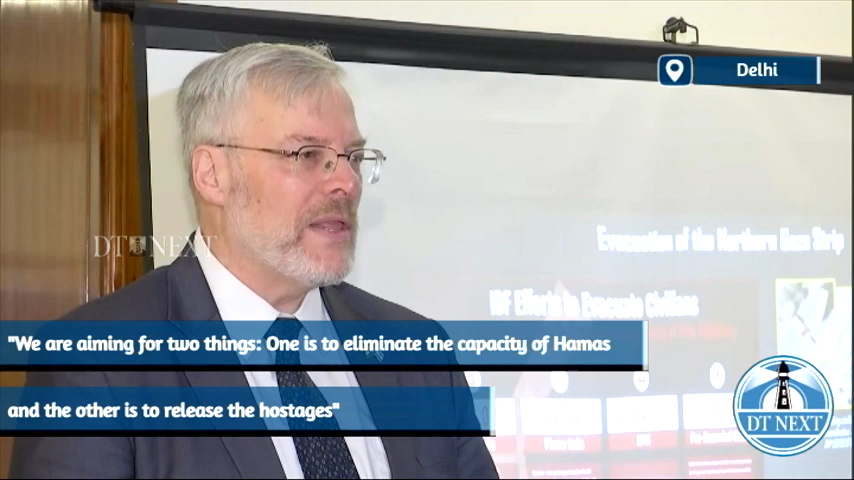 Delhi
DT NEXT
Evacuation of the Northern Gaza Strip
IDF Efforts to Evacuate Civilians
"We are aiming for two things: One is to eliminate the capacity of Hamas
and the other is to release the hostages"
DT NEXT